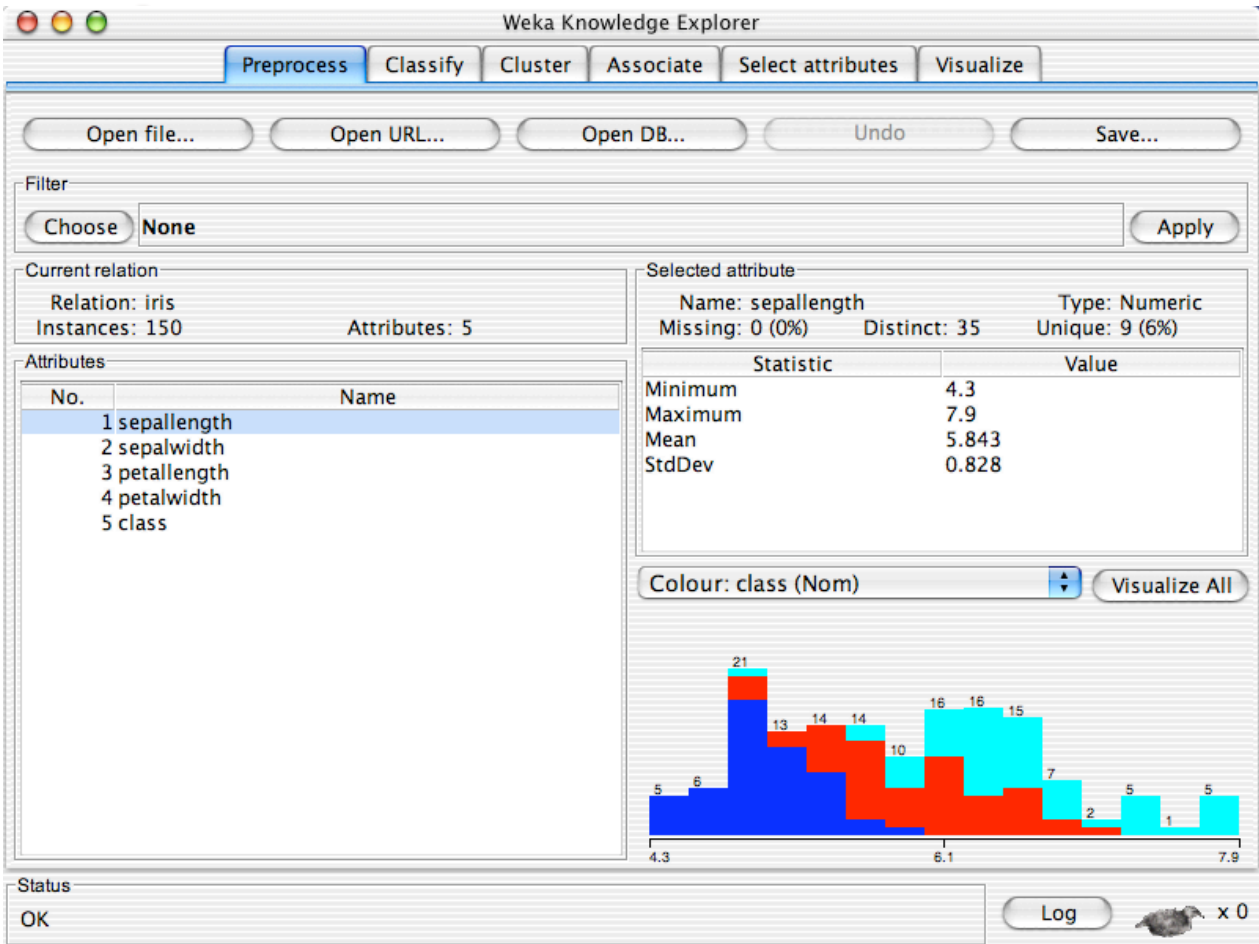 Weka Knowledge Explorer
Preprocess Classify Cluster Associate Select attributes Visualize
Open file... Open URL... Open DB... Undo Save...
Filter
Choose None Apply
Current relation
Relation: iris
Instances: 150 Attributes: 5
Attributes
No. Name
1 sepallength
2 sepalwidth
3 petallength
4 petalwidth
5 class
Selected attribute
Name: sepallength Type: Numeric
Missing: 0 (0%) Distinct: 35 Unique: 9 (6%)
Statistic Value
Minimum 4.3
Maximum 7.9
Mean 5.843
StdDev 0.828
Colour: class (Nom) Visualize All
5 6 21 13 14 14 10 16 16 15 7 2 5 1 5
4.3 6.1 7.9
Status
OK
Log x 0